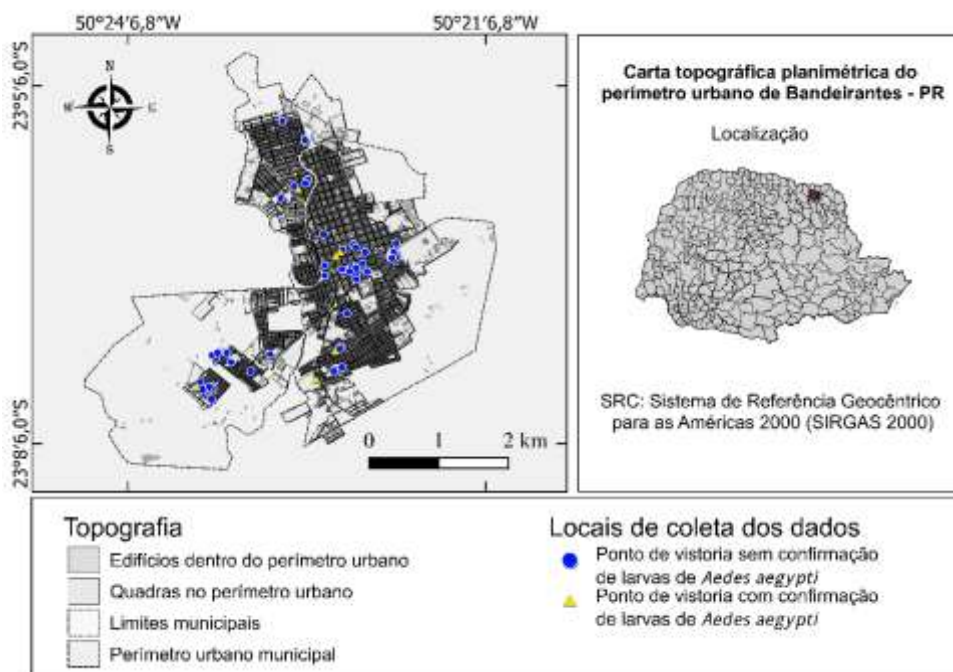 50°24'6,8"W
50°21'6,8"W
23°5'6,0"S
23°8'6,0"S
N
W
E
S
0 1 2 km
Carta topográfica planimétrica do
perímetro urbano de Bandeirantes - PR
Localização
SRC: Sistema de Referência Geocêntrico
para as Américas 2000 (SIRGAS 2000)
Topografia
Edifícios dentro do perímetro urbano
Quadras no perímetro urbano
Limites municipais
Perímetro urbano municipal
Locais de coleta dos dados
Ponto de vistoria sem confirmação
de larvas de Aedes aegypti
Ponto de vistoria com confirmação
de larvas de Aedes aegypti